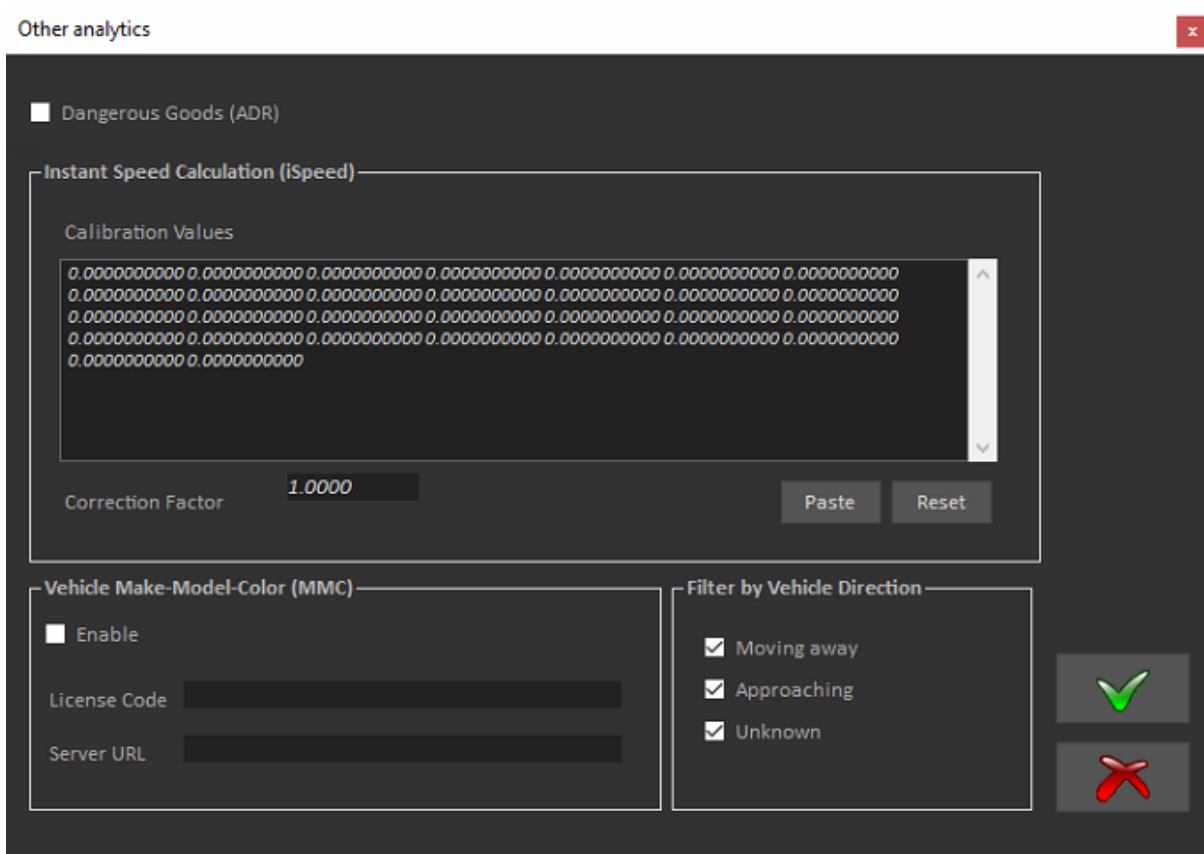 Other analytics
x
Dangerous Goods (ADR)
Instant Speed Calculation (iSpeed)
Calibration Values
0.0000000000 0.0000000000 0.0000000000 0.0000000000 0.0000000000 0.0000000000 0.0000000000
0.0000000000 0.0000000000 0.0000000000 0.0000000000 0.0000000000 0.0000000000 0.0000000000
0.0000000000 0.0000000000 0.0000000000 0.0000000000 0.0000000000 0.0000000000 0.0000000000
0.0000000000 0.0000000000 0.0000000000 0.0000000000 0.0000000000 0.0000000000 0.0000000000
0.0000000000 0.0000000000
Correction Factor 1.0000 Paste Reset
Vehicle Make-Model-Color (MMC)
Enable
License Code
Server URL
Filter by Vehicle Direction
Moving away
Approaching
Unknown